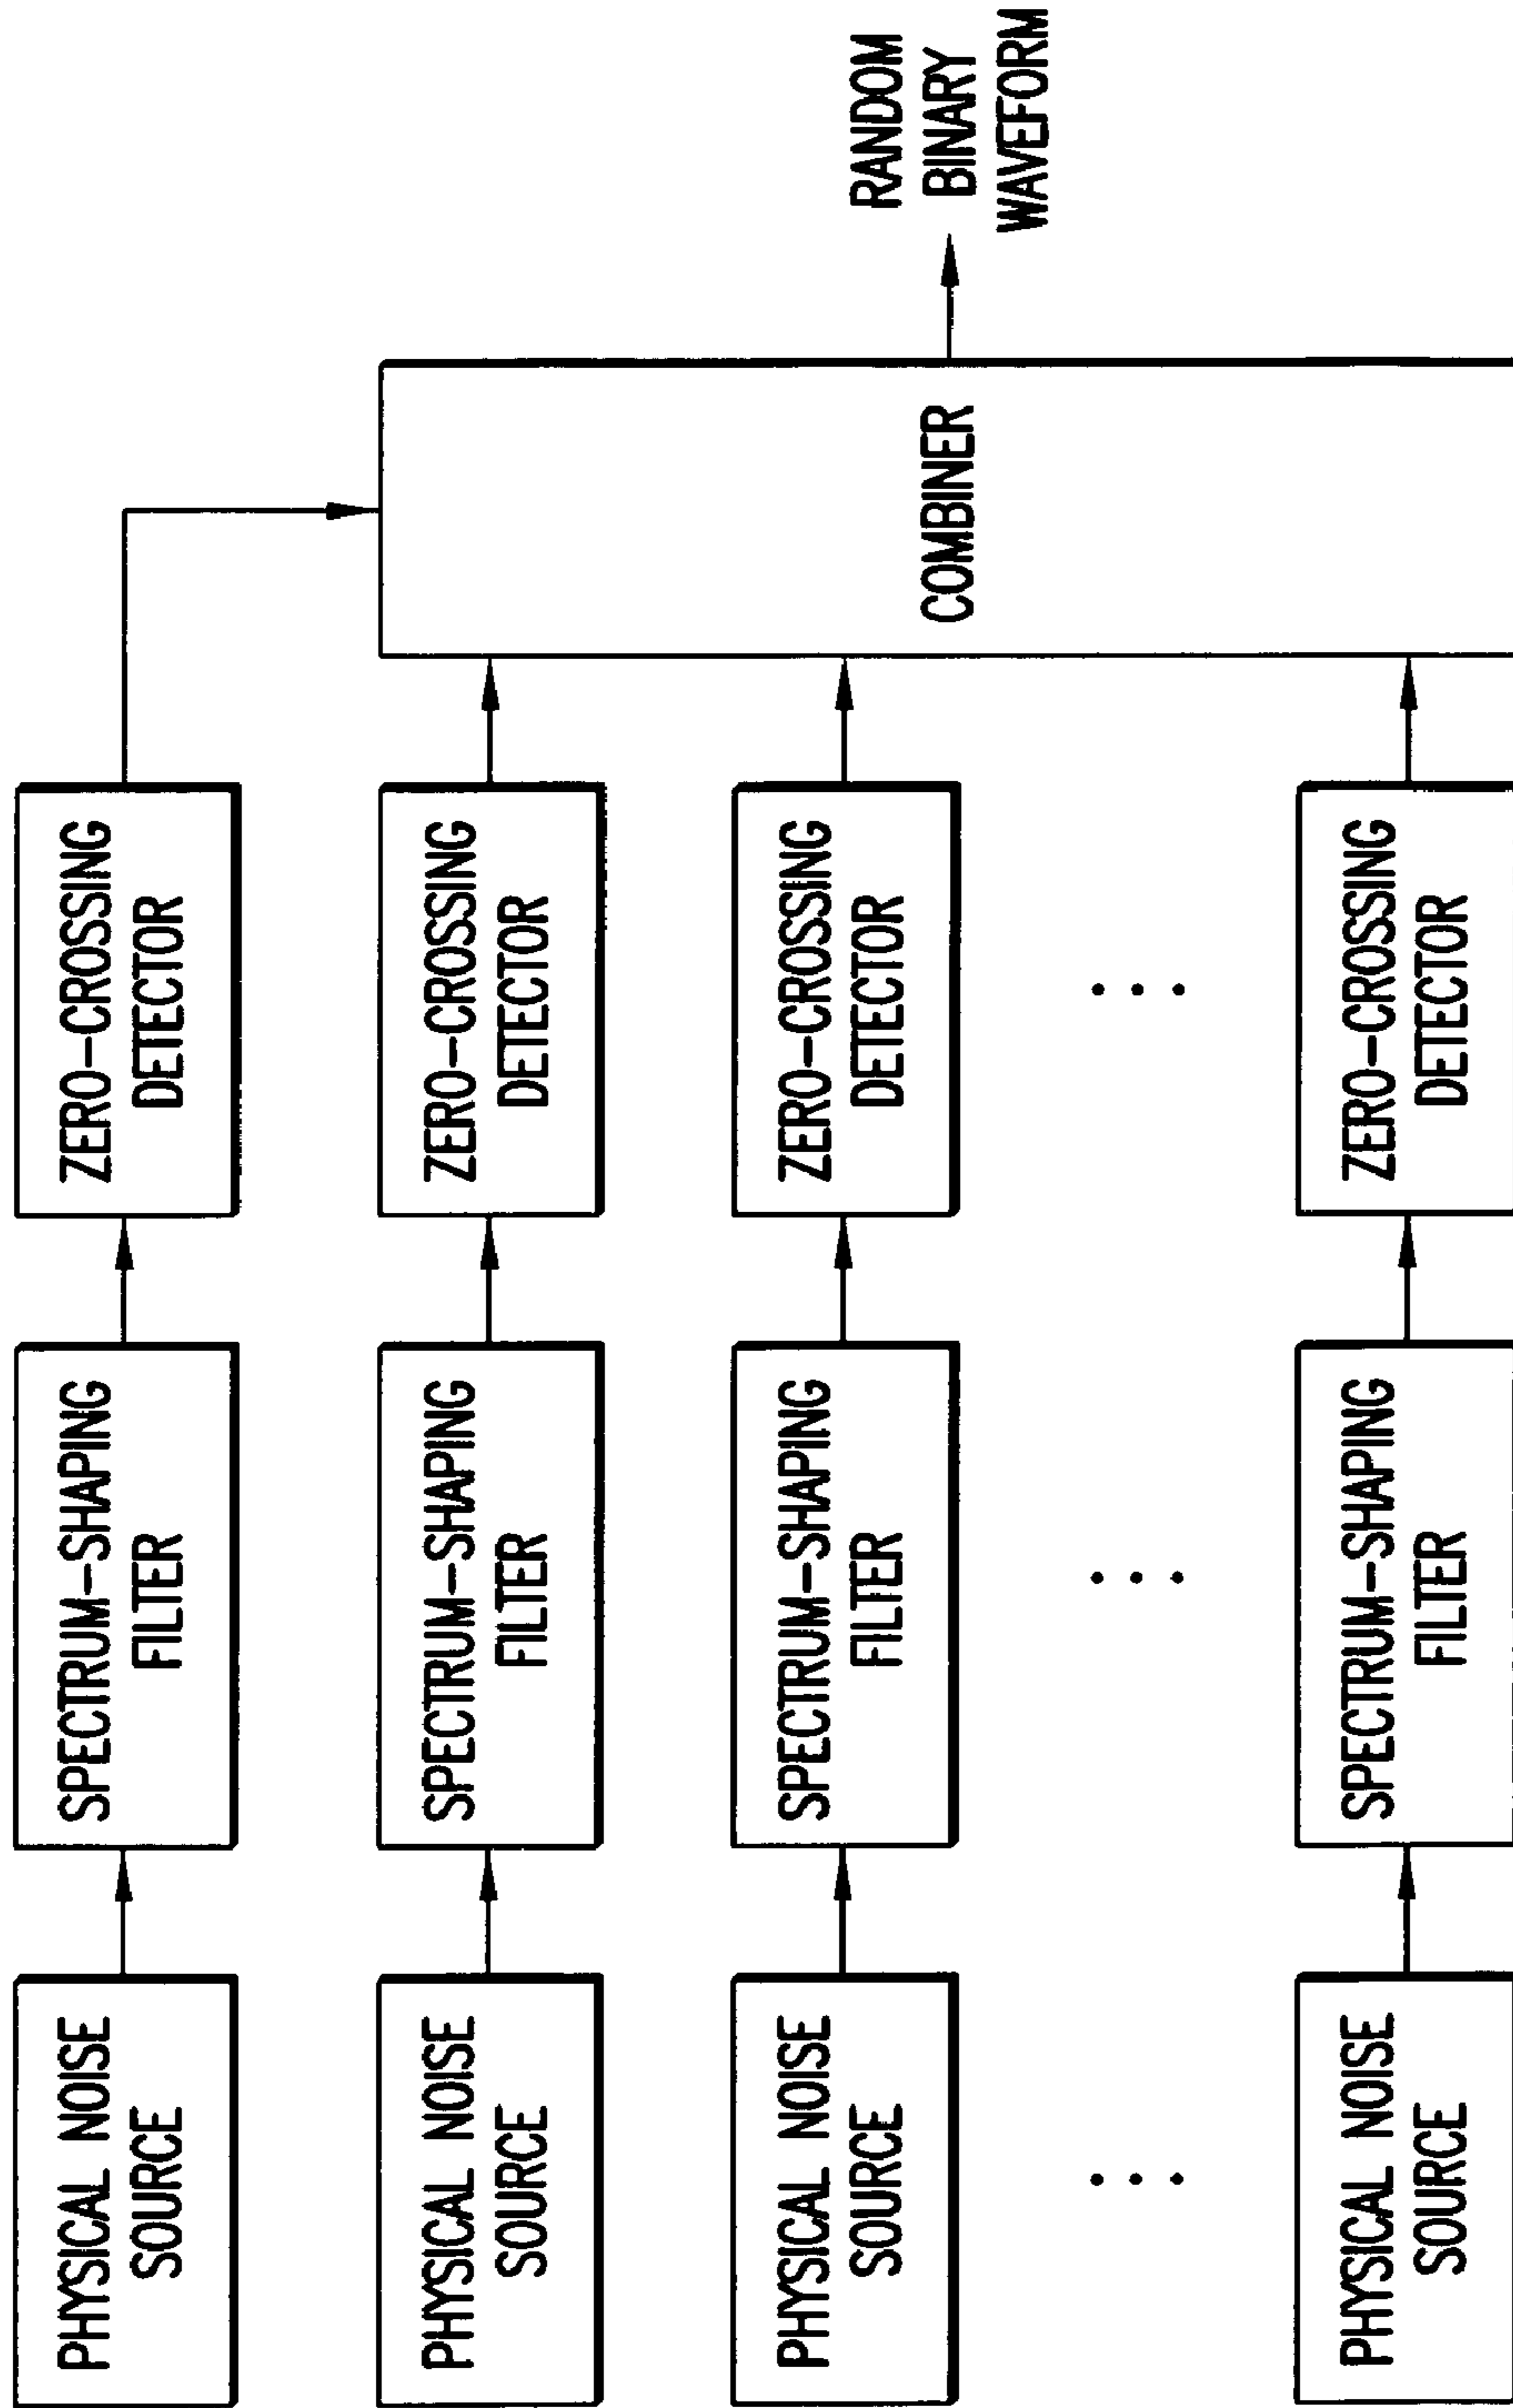 PHYSICAL NOISE
SOURCE
SPECTRUM-SHAPING
FILTER
ZERO-CROSSING
DETECTOR
PHYSICAL NOISE
SOURCE
SPECTRUM-SHAPING
FILTER
ZERO-CROSSING
DETECTOR
PHYSICAL NOISE
SOURCE
SPECTRUM-SHAPING
FILTER
ZERO-CROSSING
DETECTOR
COMBINER
RANDOM
BINARY
WAVEFORM
. . .
. . .
. . .
PHYSICAL NOISE
SOURCE
SPECTRUM-SHAPING
FILTER
ZERO-CROSSING
DETECTOR